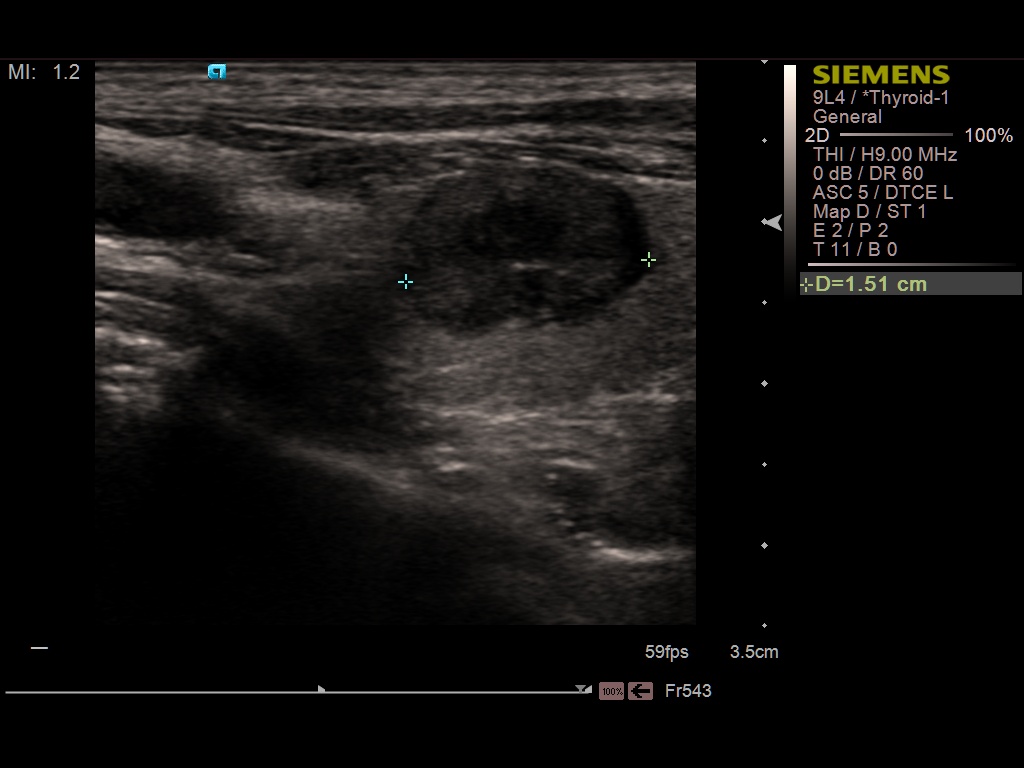 MI: 1.2
SIEMENS
9L4 / *Thyroid-1
General
2D 100%
THI / H9.00 MHz
0 dB / DR 60
ASC 5 / DTCE L
Map D / ST 1
E 2 / P 2
T 11 / B 0
D=1.51 cm
59fps 3.5cm
100% Fr543